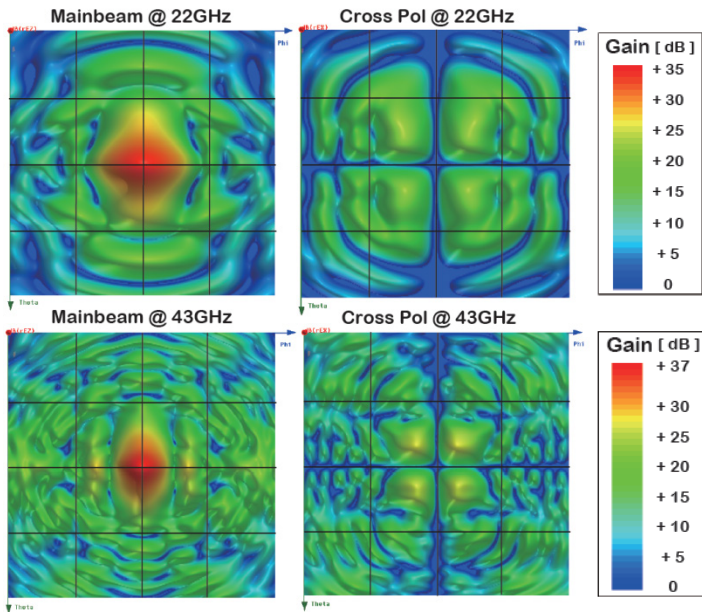 Mainbeam @ 22GHz
Cross Pol @ 22GHz
Phi
Phi
Theta
Theta
Gain [ dB ]
+ 35
+ 30
+ 25
+ 20
+ 15
+ 10
+ 5
0
Mainbeam @ 43GHz
Cross Pol @ 43GHz
Phi
Phi
Theta
Theta
Gain [ dB ]
+ 37
+ 30
+ 25
+ 20
+ 15
+ 10
+ 5
0